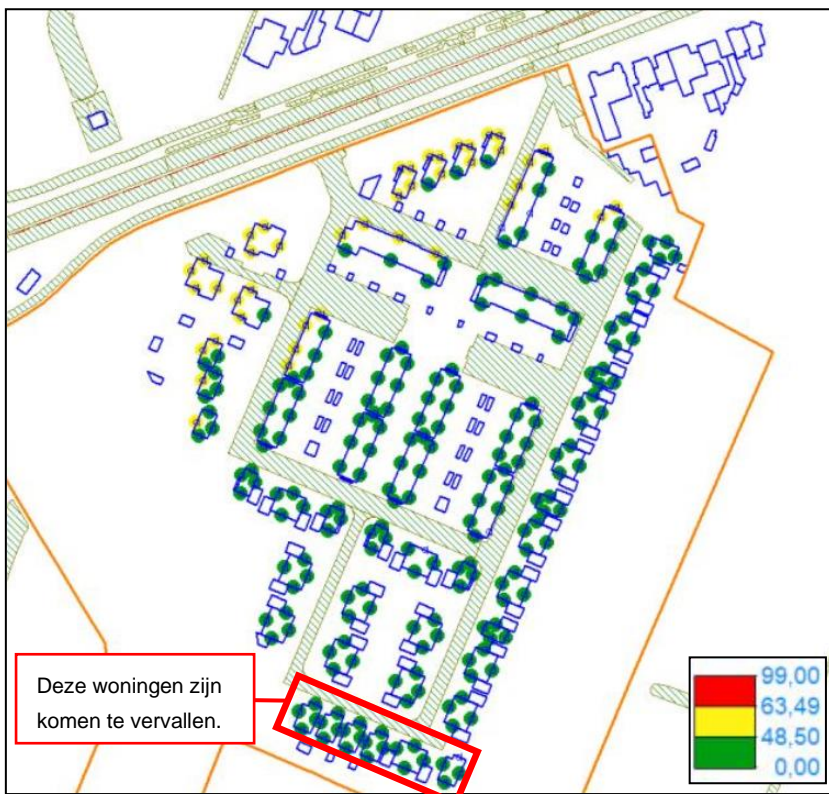 Deze woningen zijn
komen te vervallen.
99,00
63,49
48,50
0,00